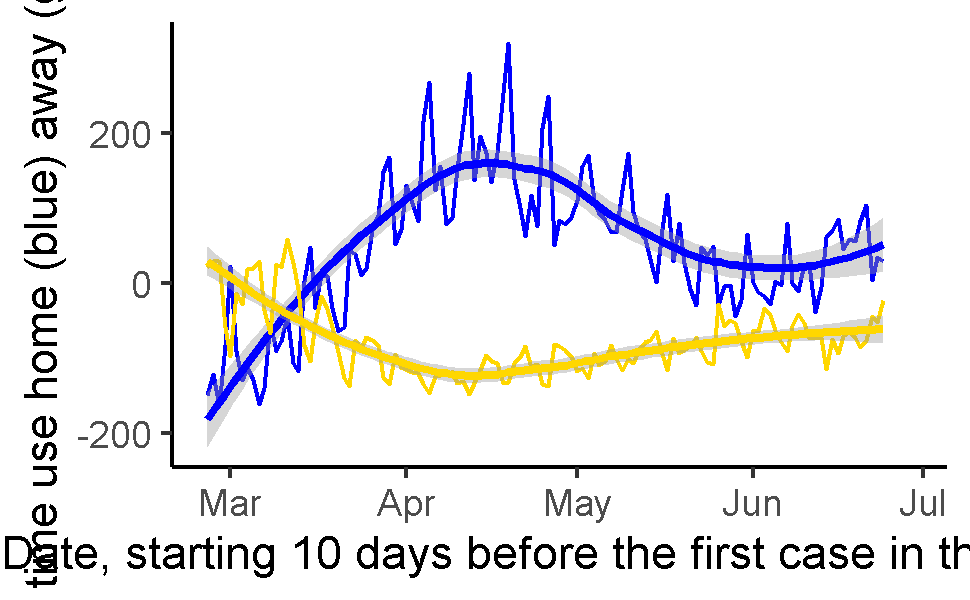 time use home (blue) away (
200
0
-200
Mar Apr May Jun Jul
Date, starting 10 days before the first case in th